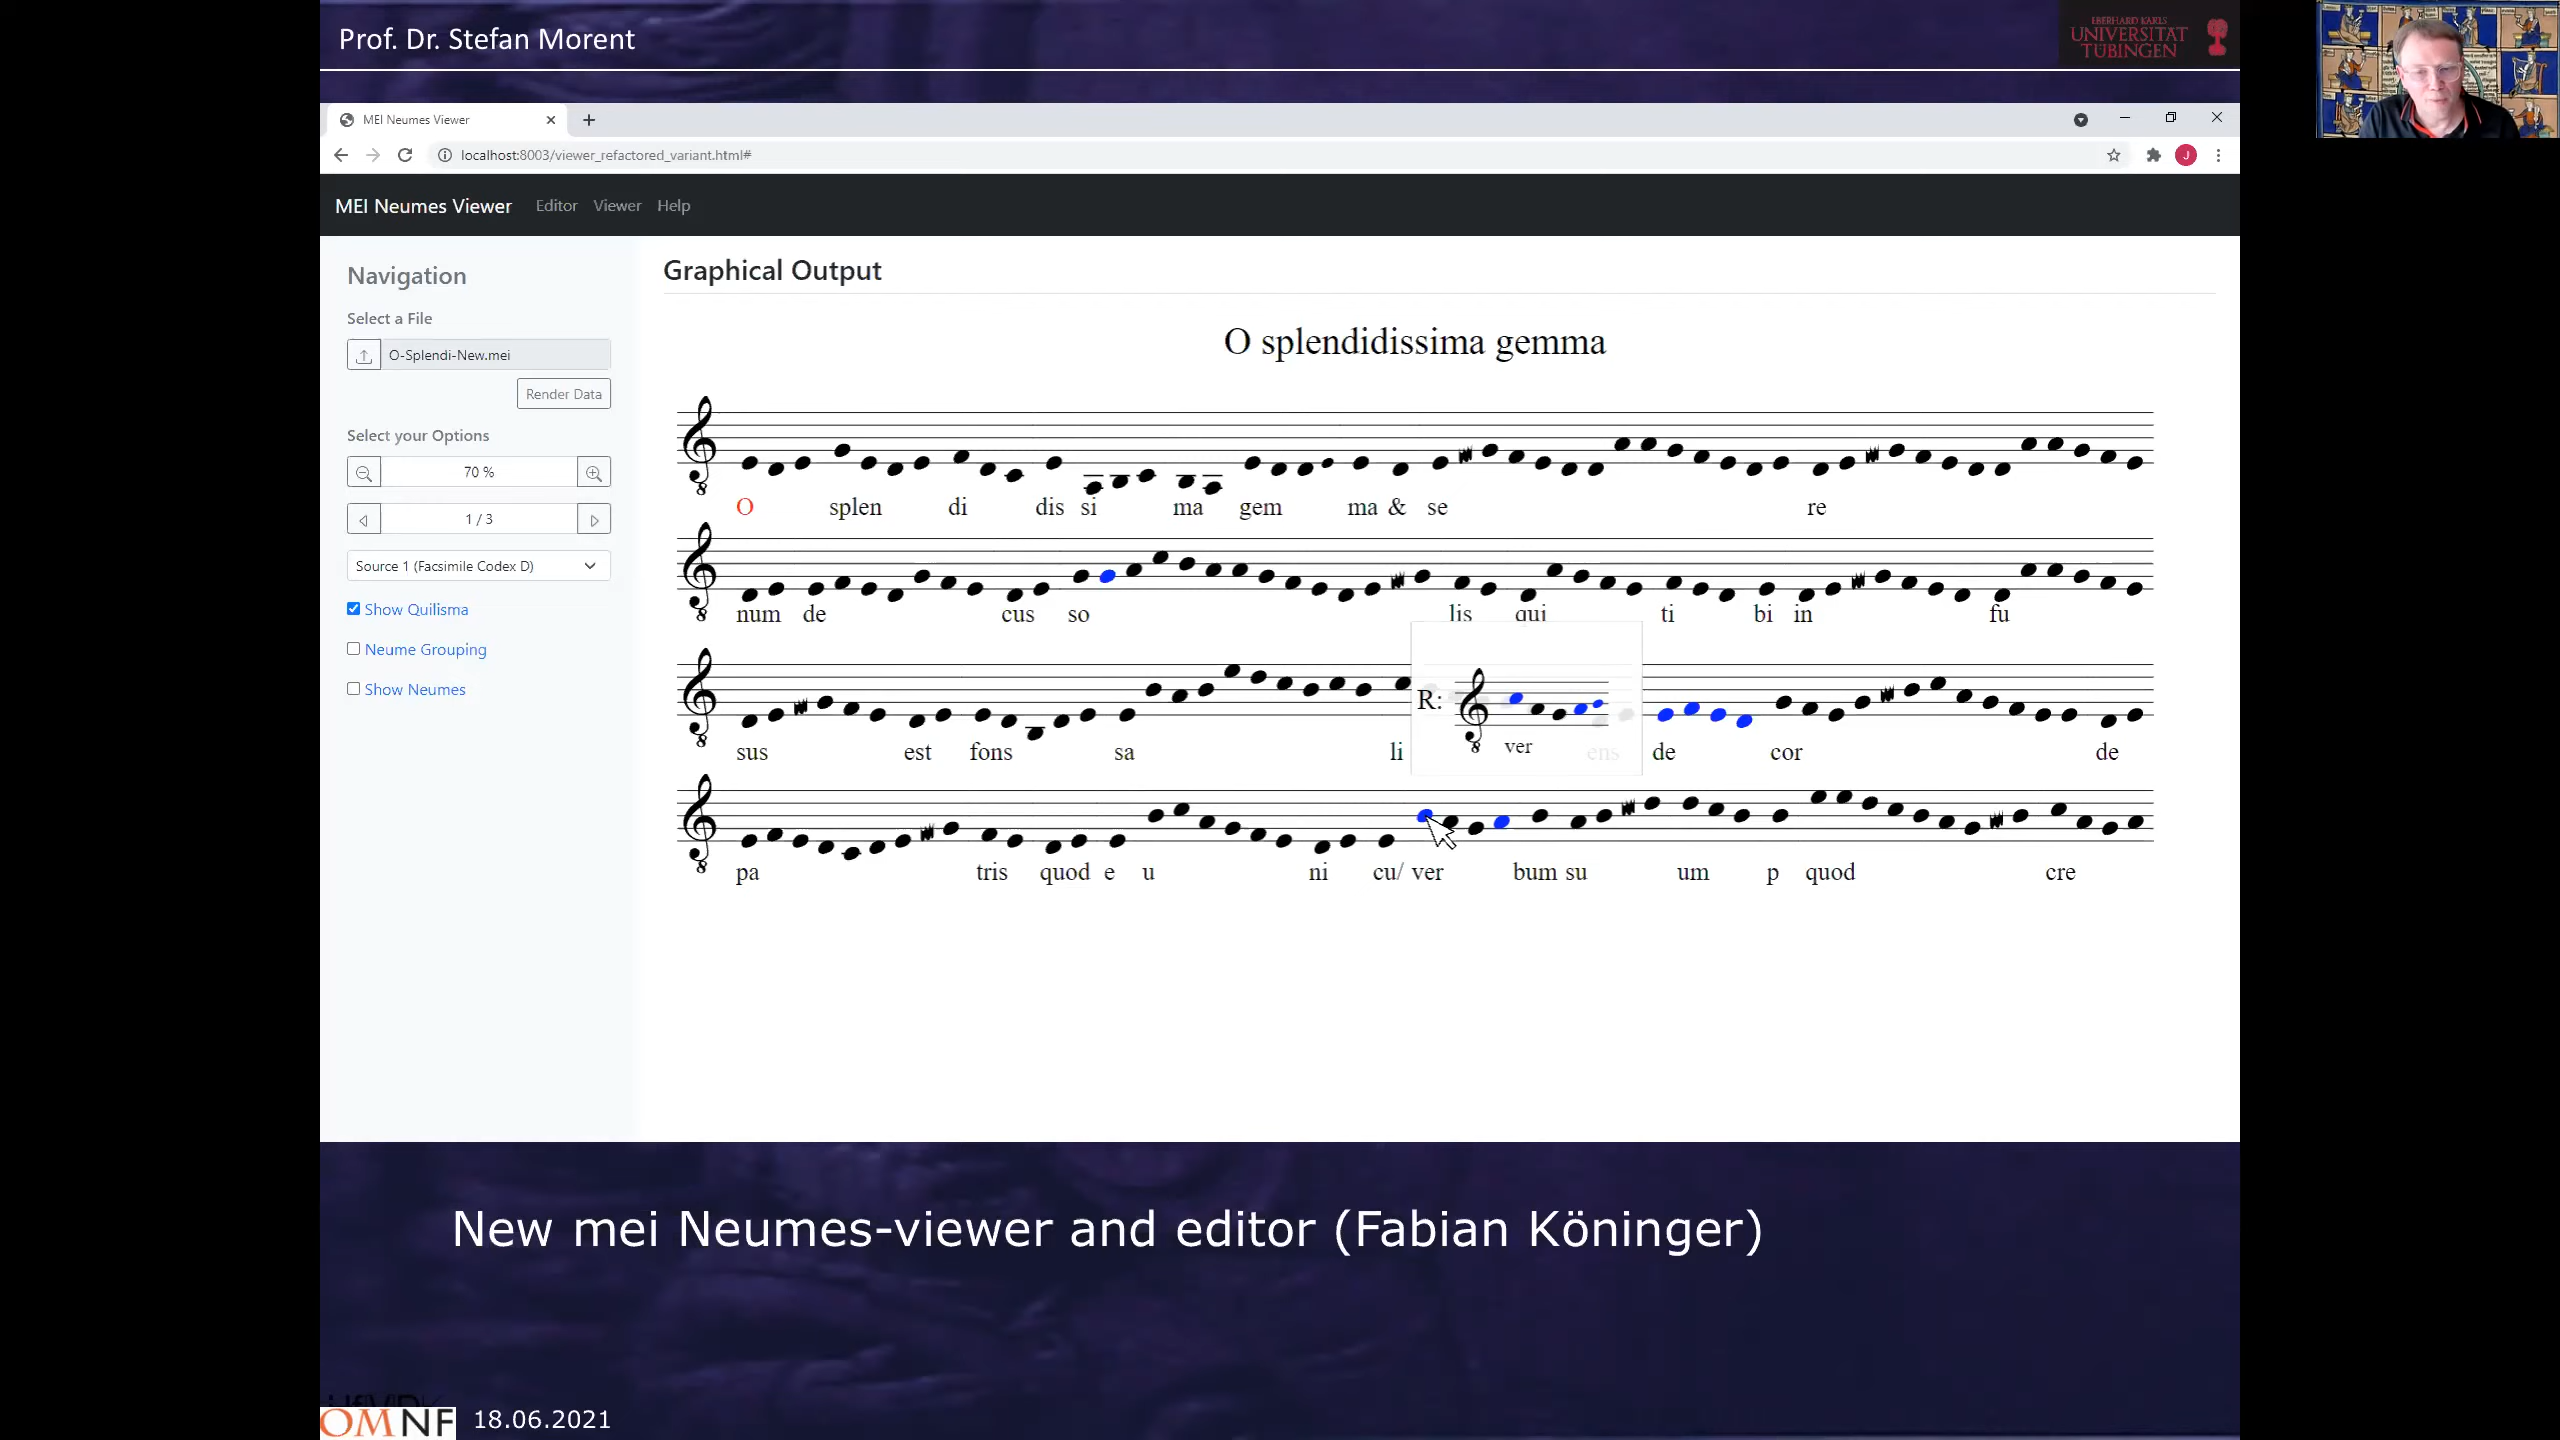 Prof. Dr. Stefan Morent
EBERHARD KARLS
UNIVERSITÄT
TÜBINGEN
MEI Neumes Viewer
localhost:8003/viewer_refactored_variant.html#
J
MEI Neumes Viewer Editor Viewer Help
Navigation
Select a File
O-Splendi-New.mei
Render Data
Select your Options
70 %
1 / 3
Source 1 (Facsimile Codex D)
Show Quilisma
Neume Grouping
Show Neumes
Graphical Output
O splendidissima gemma
O splen di dis si ma gem ma & se re
num de cus so lis qui ti bi in fu
R:
ver
sus est fons sa li ens de cor de
pa tris quod e u ni cu/ ver bum su um p quod cre
New mei Neumes-viewer and editor (Fabian Köninger)
OMNF 18.06.2021